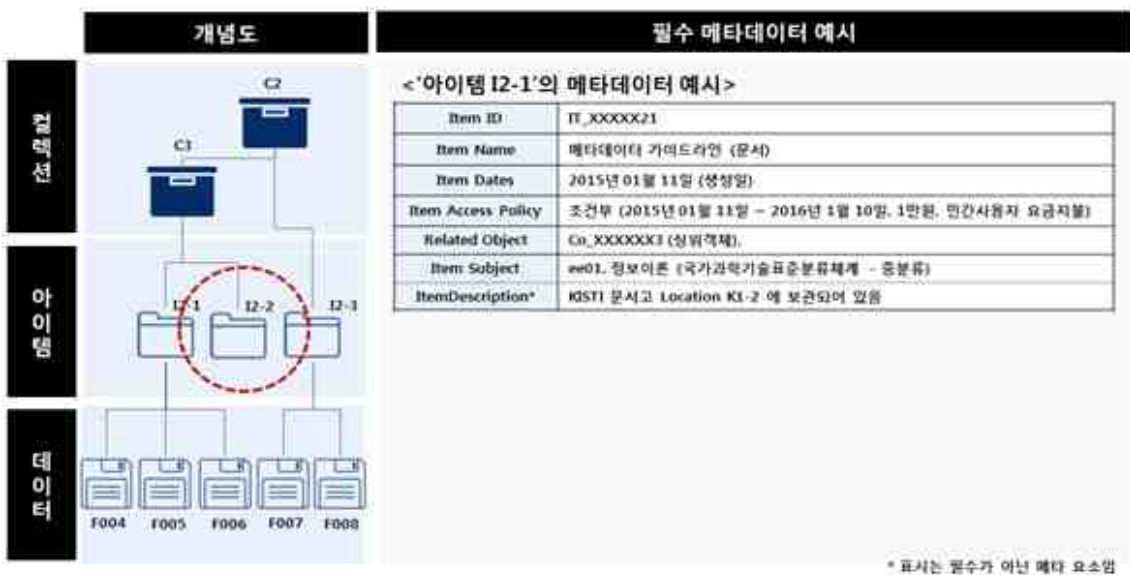 개념도
필수 메타데이터 예시
컬렉션
C2
C3
아이템
I2-1
I2-2
I2-3
데이터
F004 F005 F006 F007 F008
<'아이템 I2-1'의 메타데이터 예시>
Item ID IT_XXXXX21
Item Name 메타데이터 가이드라인 (문서)
Item Dates 2015년 01월 11일 (생성일)
Item Access Policy 조건부 (2015년 01월 11일 – 2016년 1월 10일, 1만원, 민간사용자 요금지불)
Related Object Co_XXXXXX3 (상위객체),
Item Subject ee01. 정보이론 (국가과학기술표준분류체계 - 중분류)
ItemDescription* KISTI 문서고 Location K1-2 에 보관되어 있음
* 표시는 필수가 아닌 메타 요소임